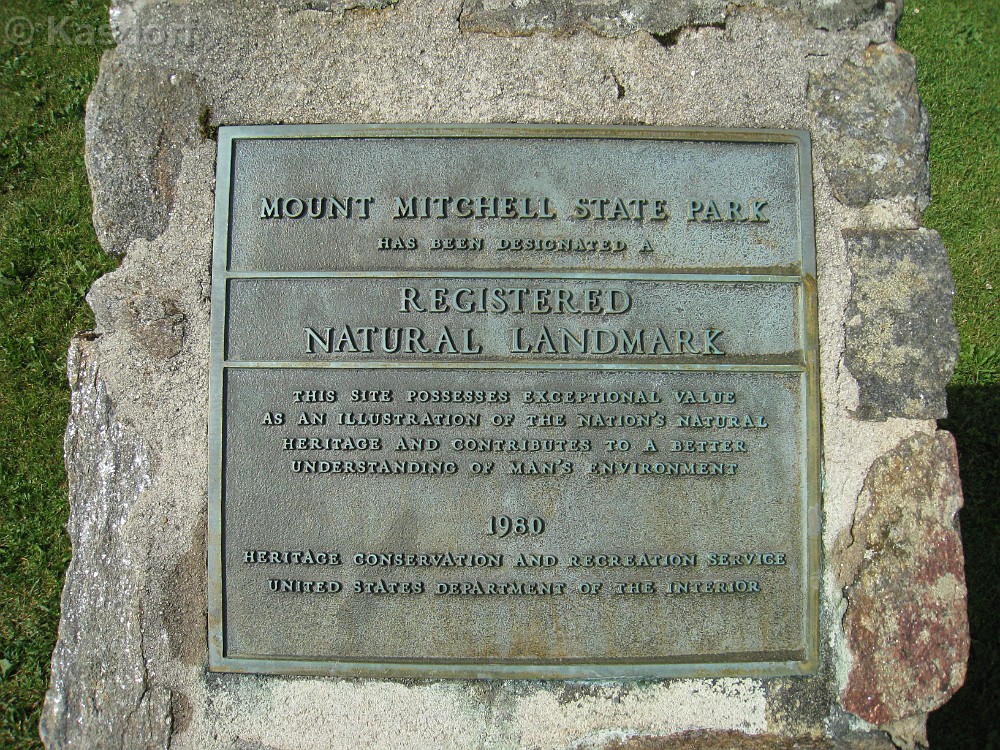 © Kaedori
MOUNT MITCHELL STATE PARK
HAS BEEN DESIGNATED A
REGISTERED
NATURAL LANDMARK
THIS SITE POSSESSES EXCEPTIONAL VALUE
AS AN ILLUSTRATION OF THE NATION'S NATURAL
HERITAGE AND CONTRIBUTES TO A BETTER
UNDERSTANDING OF MAN'S ENVIRONMENT
1980
HERITAGE CONSERVATION AND RECREATION SERVICE
UNITED STATES DEPARTMENT OF THE INTERIOR